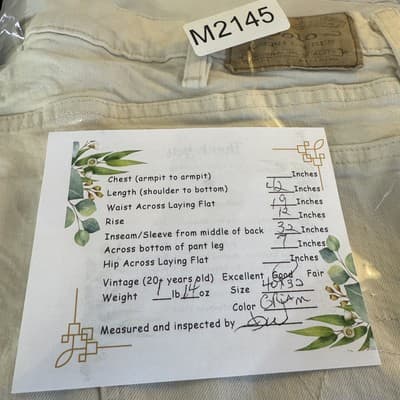 M2145
POLO
Chest (armpit to armpit) Inches
Length (shoulder to bottom) 42 Inches
Waist Across Laying Flat 19 Inches
Rise 12 Inches
Inseam/Sleeve from middle of back 32 Inches
Across bottom of pant leg 7 Inches
Hip Across Laying Flat Inches
Vintage (20+ years old) Excellent Good Fair
Weight 1 lb 14 oz Size 40x32
Color Cream
Measured and inspected by